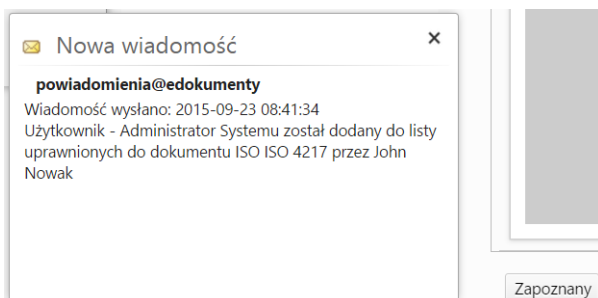 Nowa wiadomość
powiadomienia@edokumenty
Wiadomość wysłano: 2015-09-23 08:41:34
Użytkownik - Administrator Systemu został dodany do listy
uprawnionych do dokumentu ISO ISO 4217 przez John
Nowak
Zapoznany